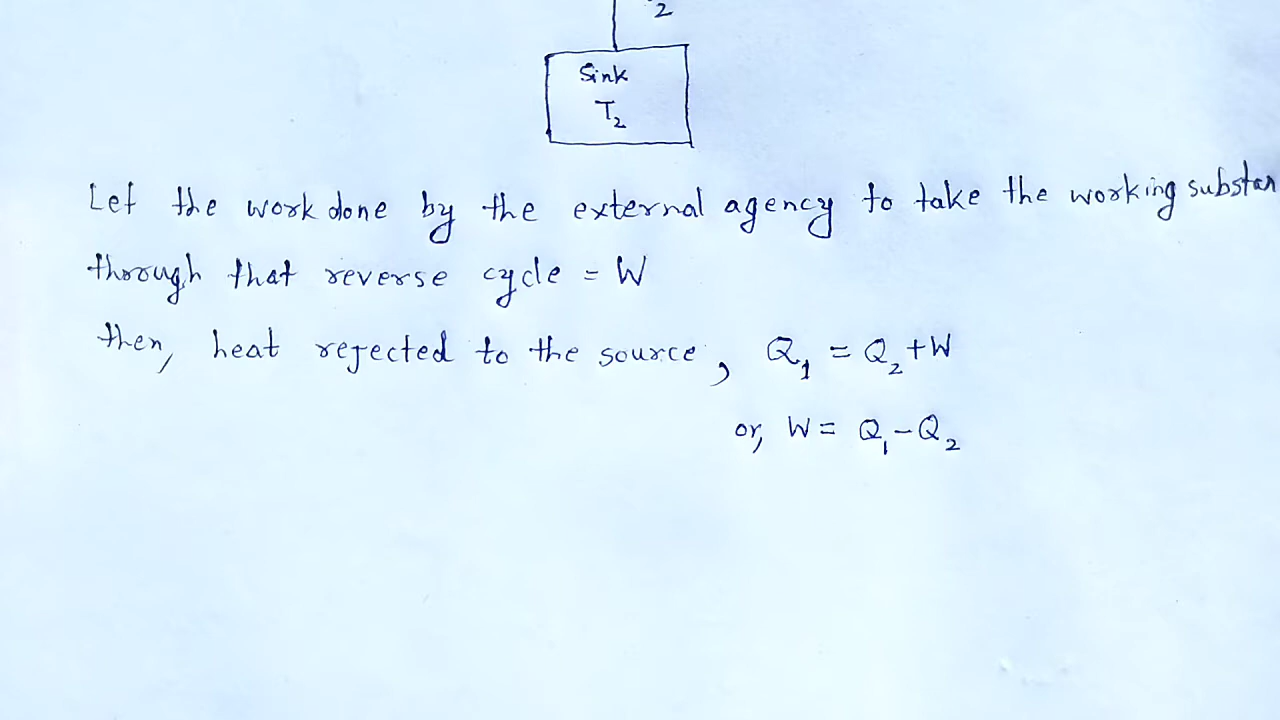 2
Sink
T₂
Let the work done by the external agency to take the working substan
through that reverse cycle = W
then, heat rejected to the source, Q₁ = Q₂+W
or, W = Q₁-Q₂